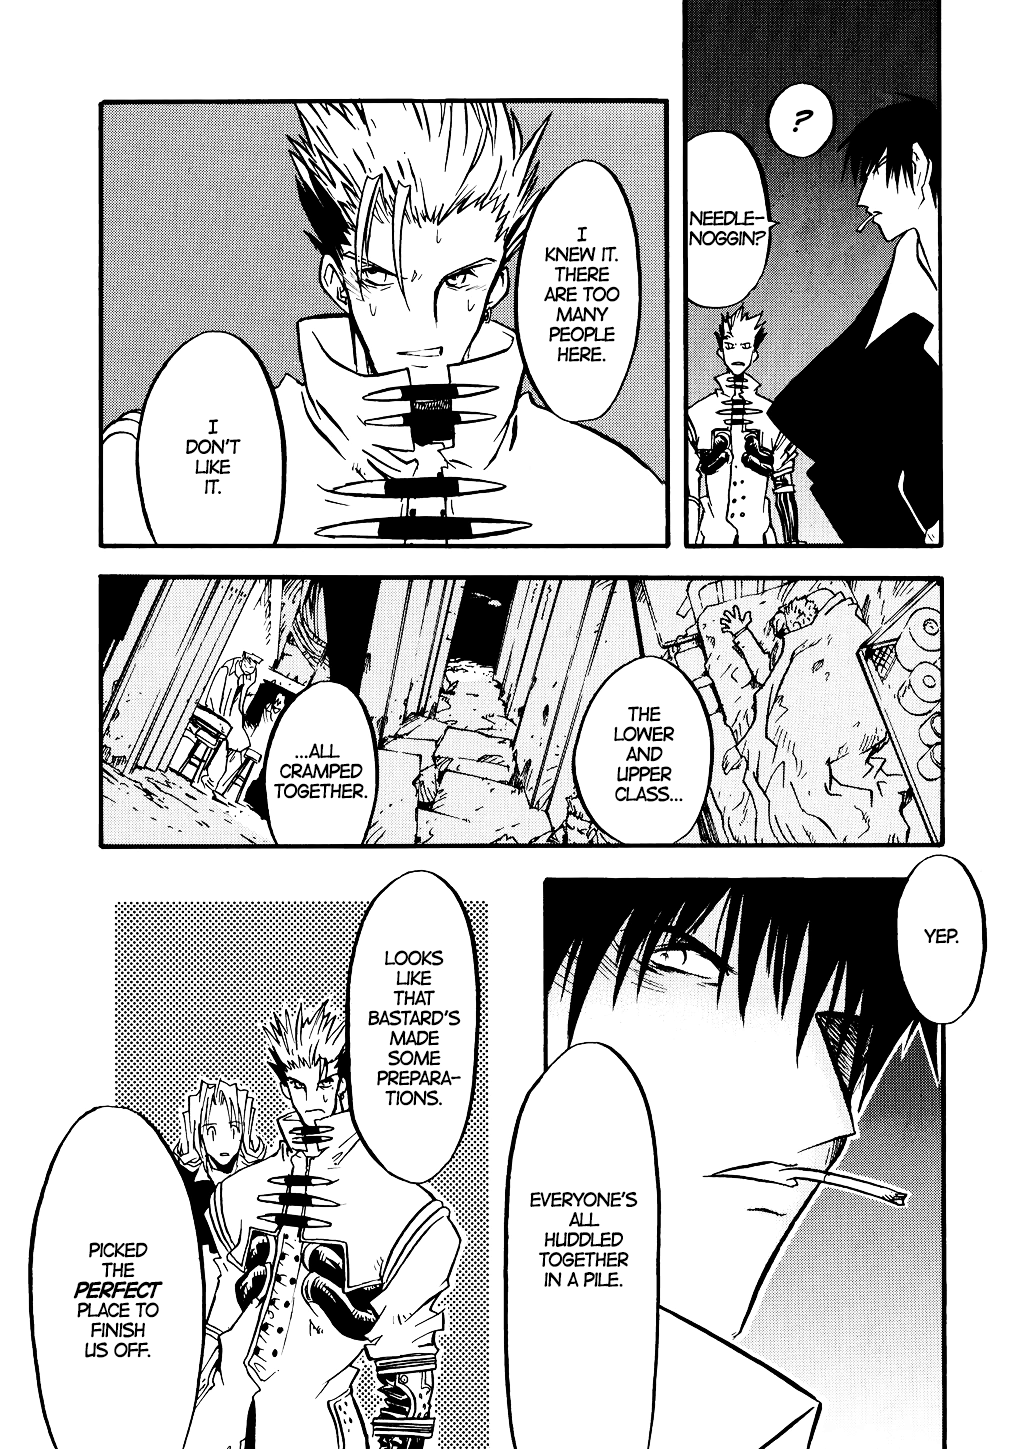 ?
NEEDLE-
NOGGIN?
I
KNEW IT.
THERE
ARE TOO
MANY
PEOPLE
HERE.
I
DON'T
LIKE
IT.
THE
LOWER
AND
UPPER
CLASS...
...ALL
CRAMPED
TOGETHER.
YEP.
EVERYONE'S
ALL
HUDDLED
TOGETHER
IN A PILE.
LOOKS
LIKE
THAT
BASTARD'S
MADE
SOME
PREPARA-
TIONS.
PICKED
THE
PERFECT
PLACE TO
FINISH
US OFF.